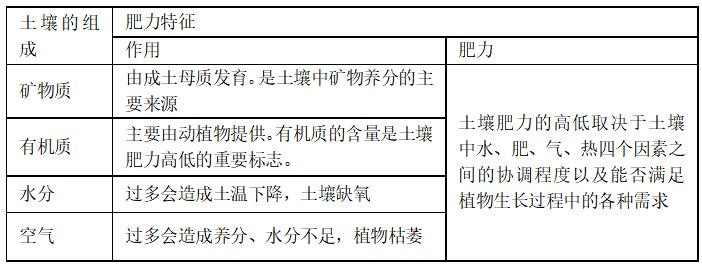 土壤的组成
肥力特征
作用
肥力
矿物质
由成土母质发育。是土壤中矿物养分的主
要来源
有机质
主要由动植物提供。有机质的含量是土壤
肥力高低的重要标志。
水分
过多会造成土温下降，土壤缺氧
空气
过多会造成养分、水分不足，植物枯萎
土壤肥力的高低取决于土壤
中水、肥、气、热四个因素之
间的协调程度以及能否满足
植物生长过程中的各种需求